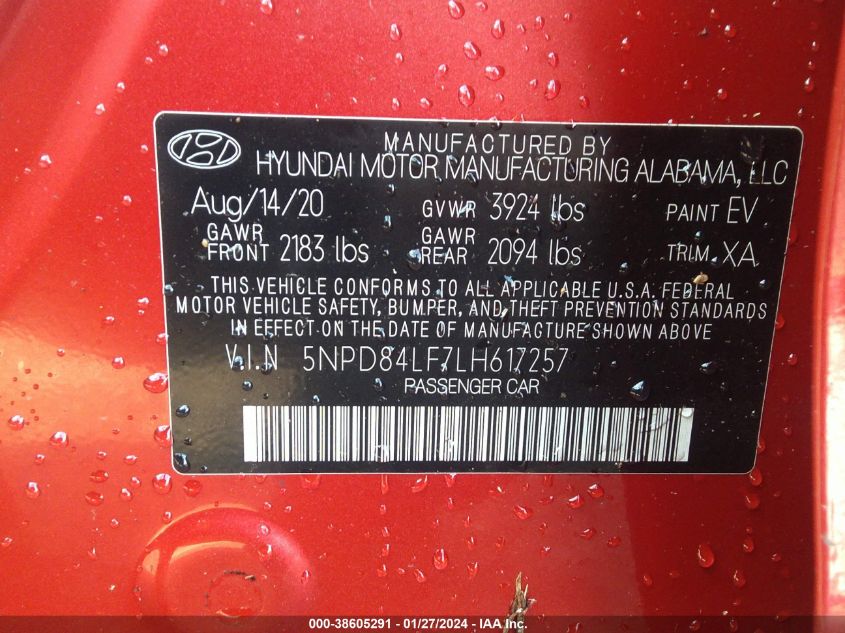 MANUFACTURED BY
HYUNDAI MOTOR MANUFACTURING ALABAMA, LLC
Aug/14/20 GVWR 3924 lbs PAINT EV
GAWR FRONT 2183 lbs GAWR REAR 2094 lbs TRIM XA
THIS VEHICLE CONFORMS TO ALL APPLICABLE U.S.A. FEDERAL
MOTOR VEHICLE SAFETY, BUMPER, AND THEFT PREVENTION STANDARDS
IN EFFECT ON THE DATE OF MANUFACTURE SHOWN ABOVE
V.I.N 5NPD84LF7LH617257
PASSENGER CAR
000-38605291 - 01/27/2024 - IAA Inc.